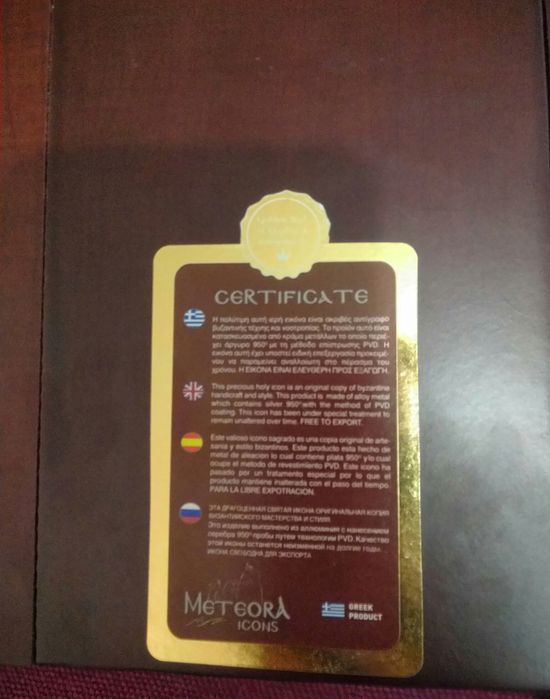 CERTIFICATE
Η πολύτιμη αυτή ιερή εικόνα είναι ακριβές αντίγραφο
βυζαντινής τέχνης και νοοτροπίας. Το προϊόν αυτό είναι
κατασκευασμένο από κράμα μετάλλων το οποίο περιέ-
χει άργυρο 950° με τη μέθοδο επίστρωσης PVD. Η
εικόνα αυτή έχει υποστεί ειδική επεξεργασία προκειμέ-
νου να παραμείνει αναλλοίωτη στο πέρασμα του
χρόνου. Η ΕΙΚΟΝΑ ΕΙΝΑΙ ΕΛΕΥΘΕΡΗ ΠΡΟΣ ΕΞΑΓΩΓΗ.
This precious holy icon is an original copy of byzantine
handicraft and style. This product is made of alloy metal
which contains silver 950° with the method of PVD
coating. This icon has been under special treatment to
remain unaltered over time. FREE TO EXPORT.
Este valioso icono sagrado es una copia original de arte-
sania y estilo bizantinos. Este producto esta hecho de
metal de aleacion lo cual contiene plata 950° y lo cual
ocupe el metodo de revestimiento PVD. Este icono ha
pasado por un tratamiento especial por lo que el
producto mantiene inalterada con el paso del tiempo.
PARA LA LIBRE EXPOTRACION.
ЭТА ДРАГОЦЕННАЯ СВЯТАЯ ИКОНА ОРИГИНАЛЬНАЯ КОПИЯ
ВИЗАНТИЙСКОГО МАСТЕРСТВА И СТИЛЯ.
Это изделие выполнено из аллюминия с нанесением
серебра 950° пробы путем технологии PVD. Качество
этой иконы останется неизменной на долгие годы.
ИКОНА СВОБОДНА ДЛЯ ЭКСПОРТА
METEORA
ICONS
GREEK
PRODUCT